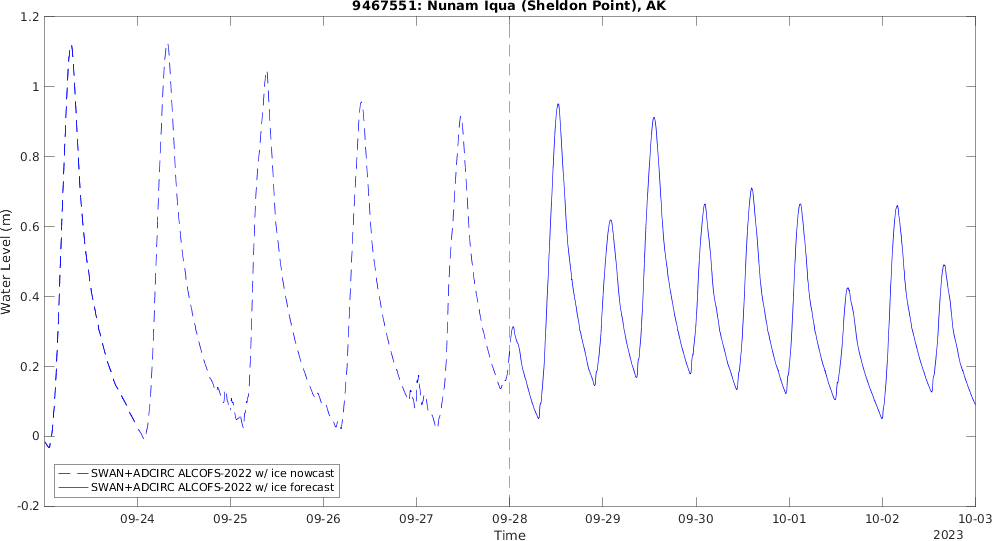 9467551: Nunam Iqua (Sheldon Point), AK
1.2
1
0.8
0.6
0.4
0.2
0
-0.2
Water Level (m)
SWAN+ADCIRC ALCOFS-2022 w/ ice nowcast
SWAN+ADCIRC ALCOFS-2022 w/ ice forecast
09-24 09-25 09-26 09-27 09-28 09-29 09-30 10-01 10-02 10-03
Time
2023